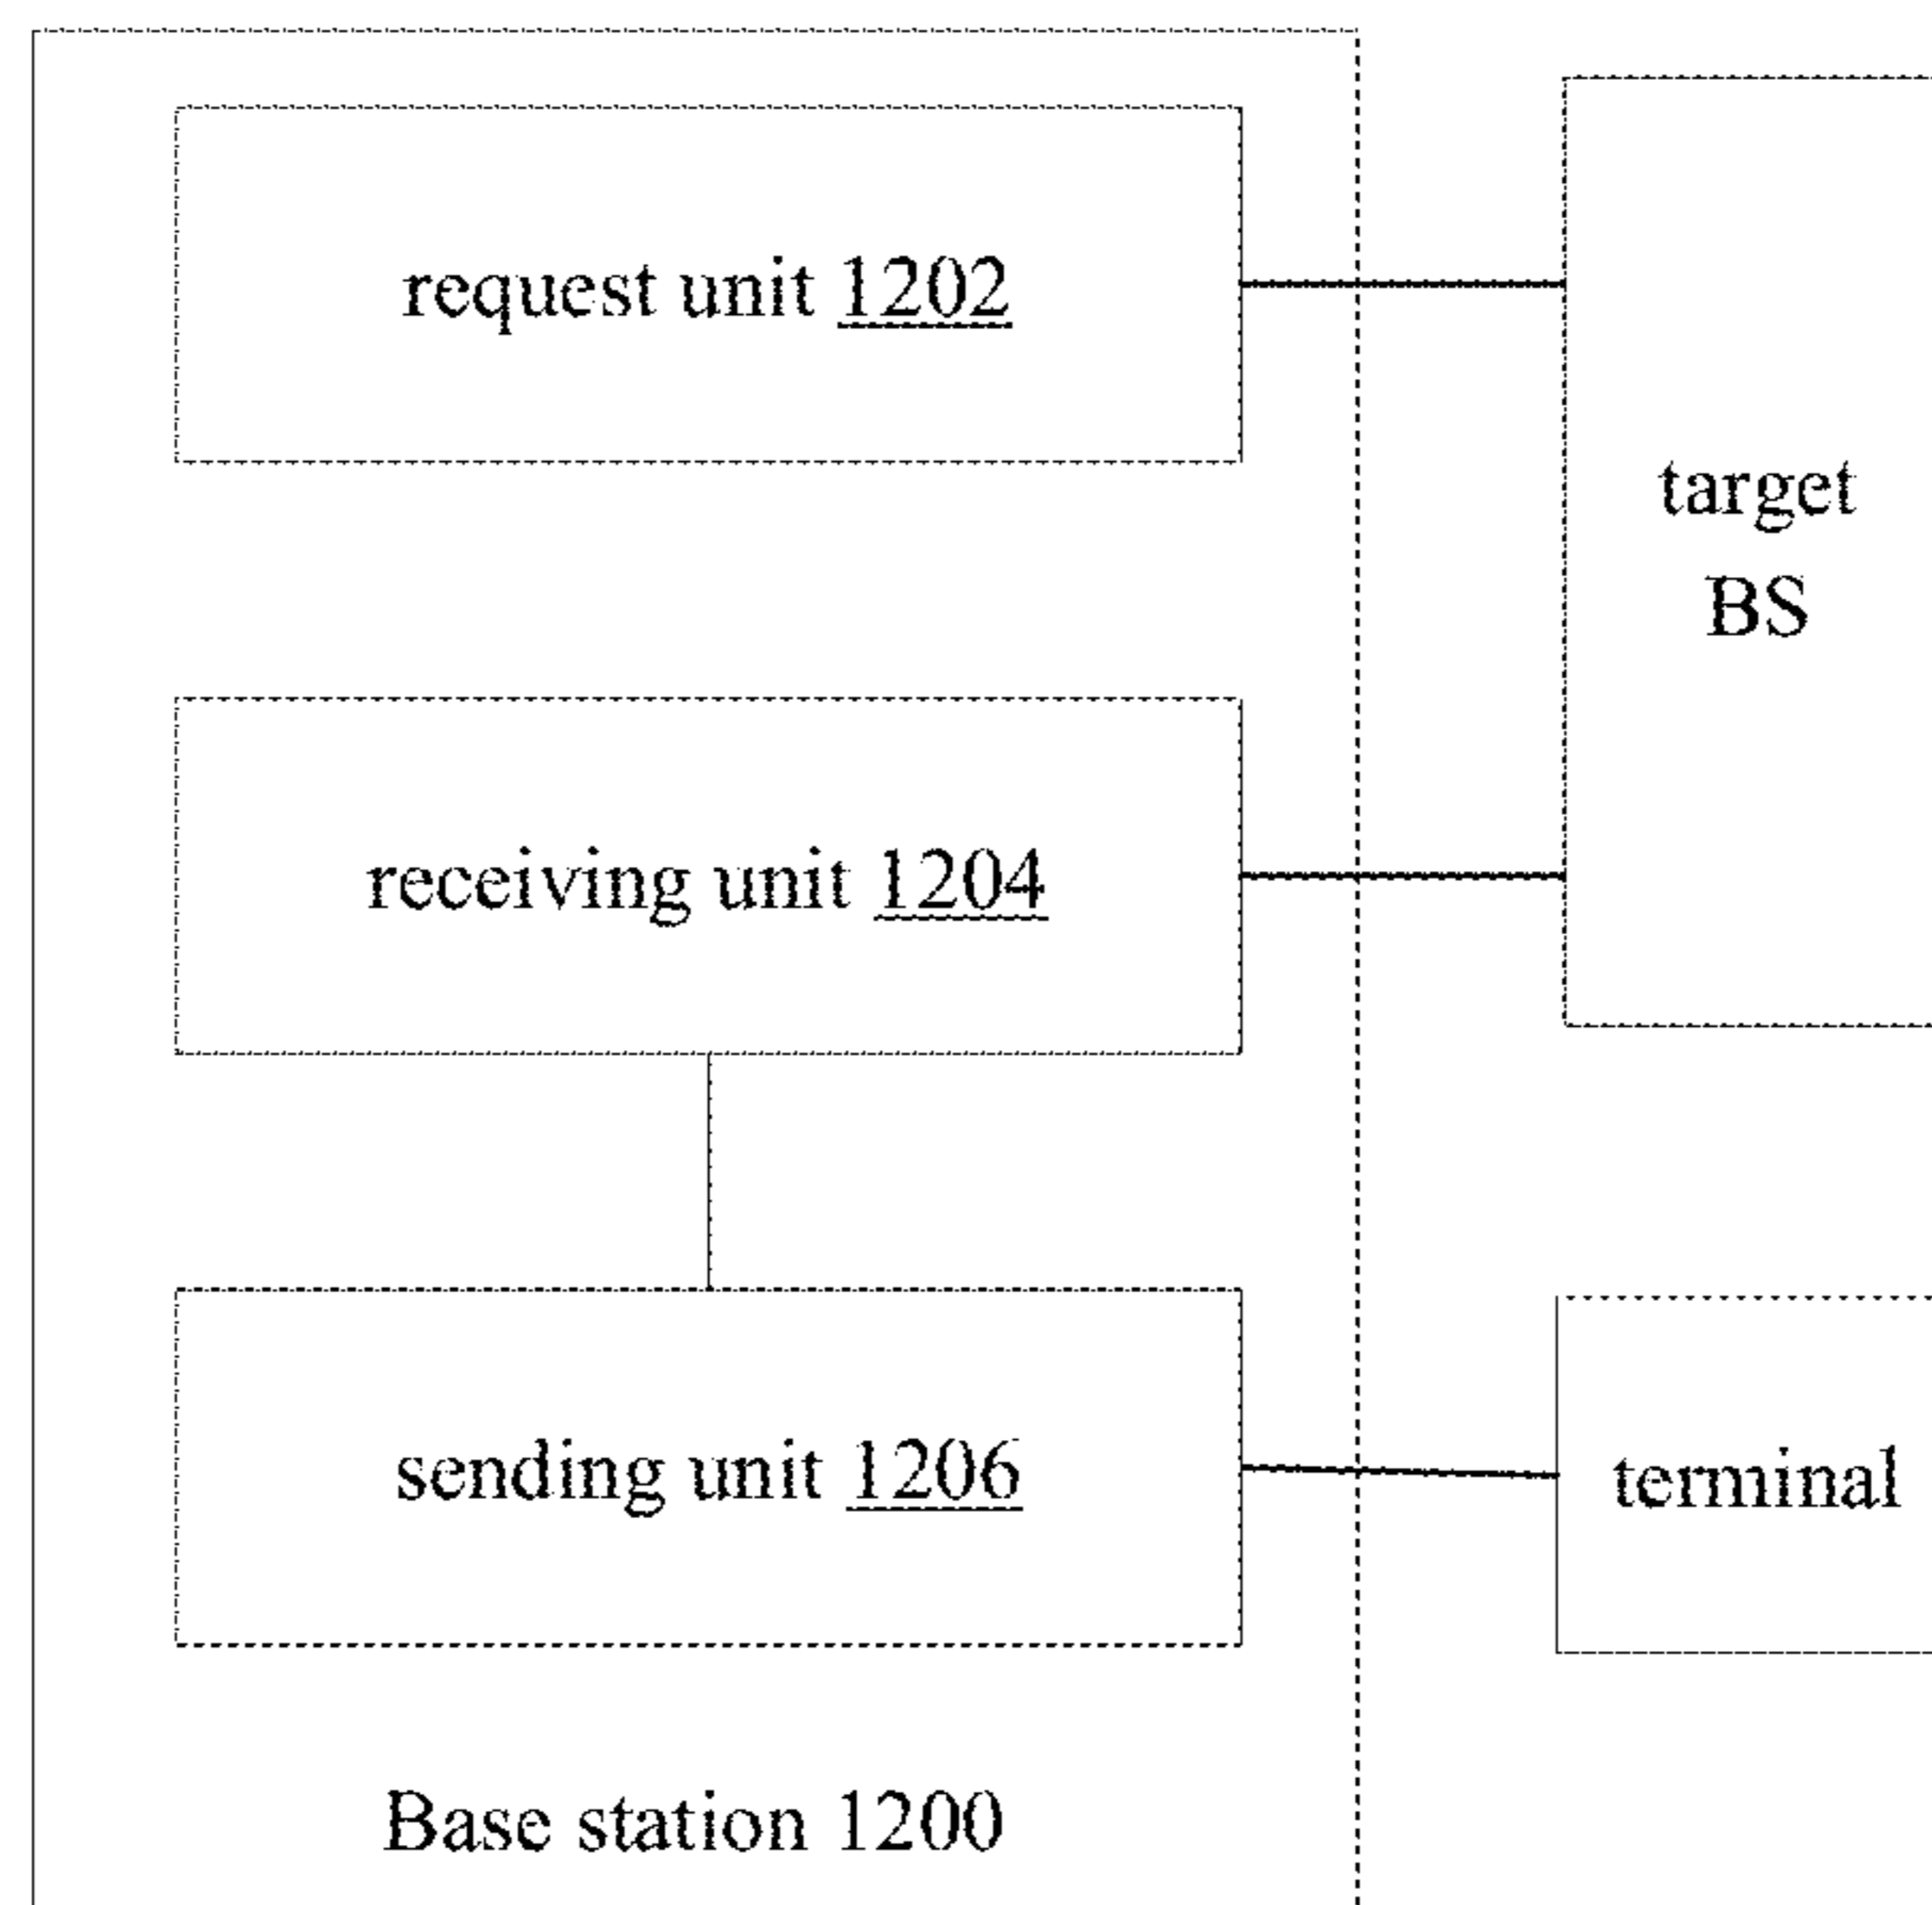 request unit 1202
target
BS
receiving unit 1204
sending unit 1206
terminal
Base station 1200